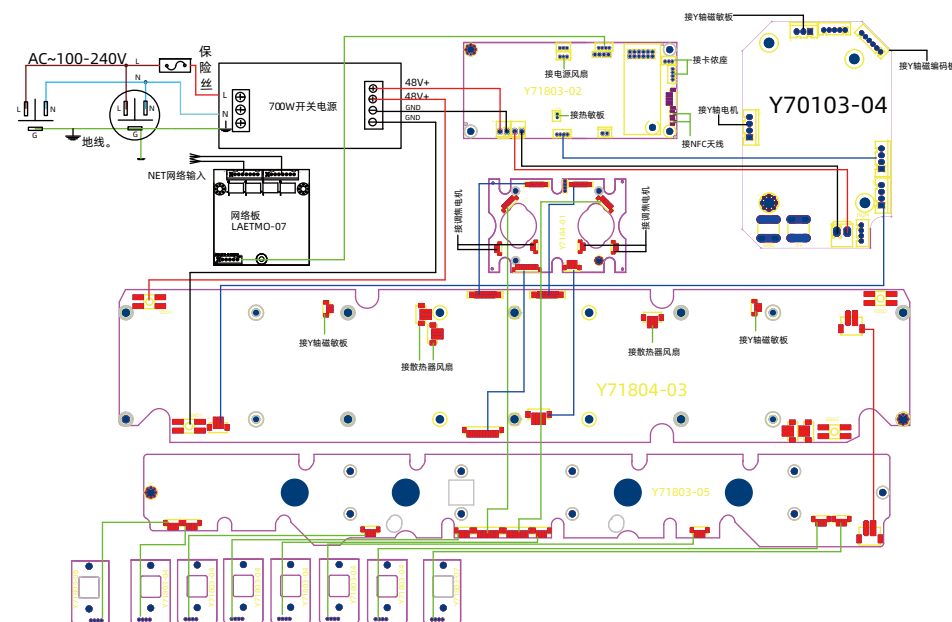 接Y轴磁敏板
AC~100-240V
L
保
险
丝
接Y轴磁编码板
N
48V+
48V+
GND
GND
700W开关电源
L
N
接电源风扇
接卡侬座
Y71803-02
接热敏板
接Y轴电机
Y70103-04
接NFC天线
L
N
G
L
N
G
地线。
NET网络输入
网络板
LAETMO-07
接调焦电机
Y7184-01
接调焦电机
接Y轴磁敏板
接散热器风扇
接散热器风扇
接Y轴磁敏板
Y71804-03
Y71803-05